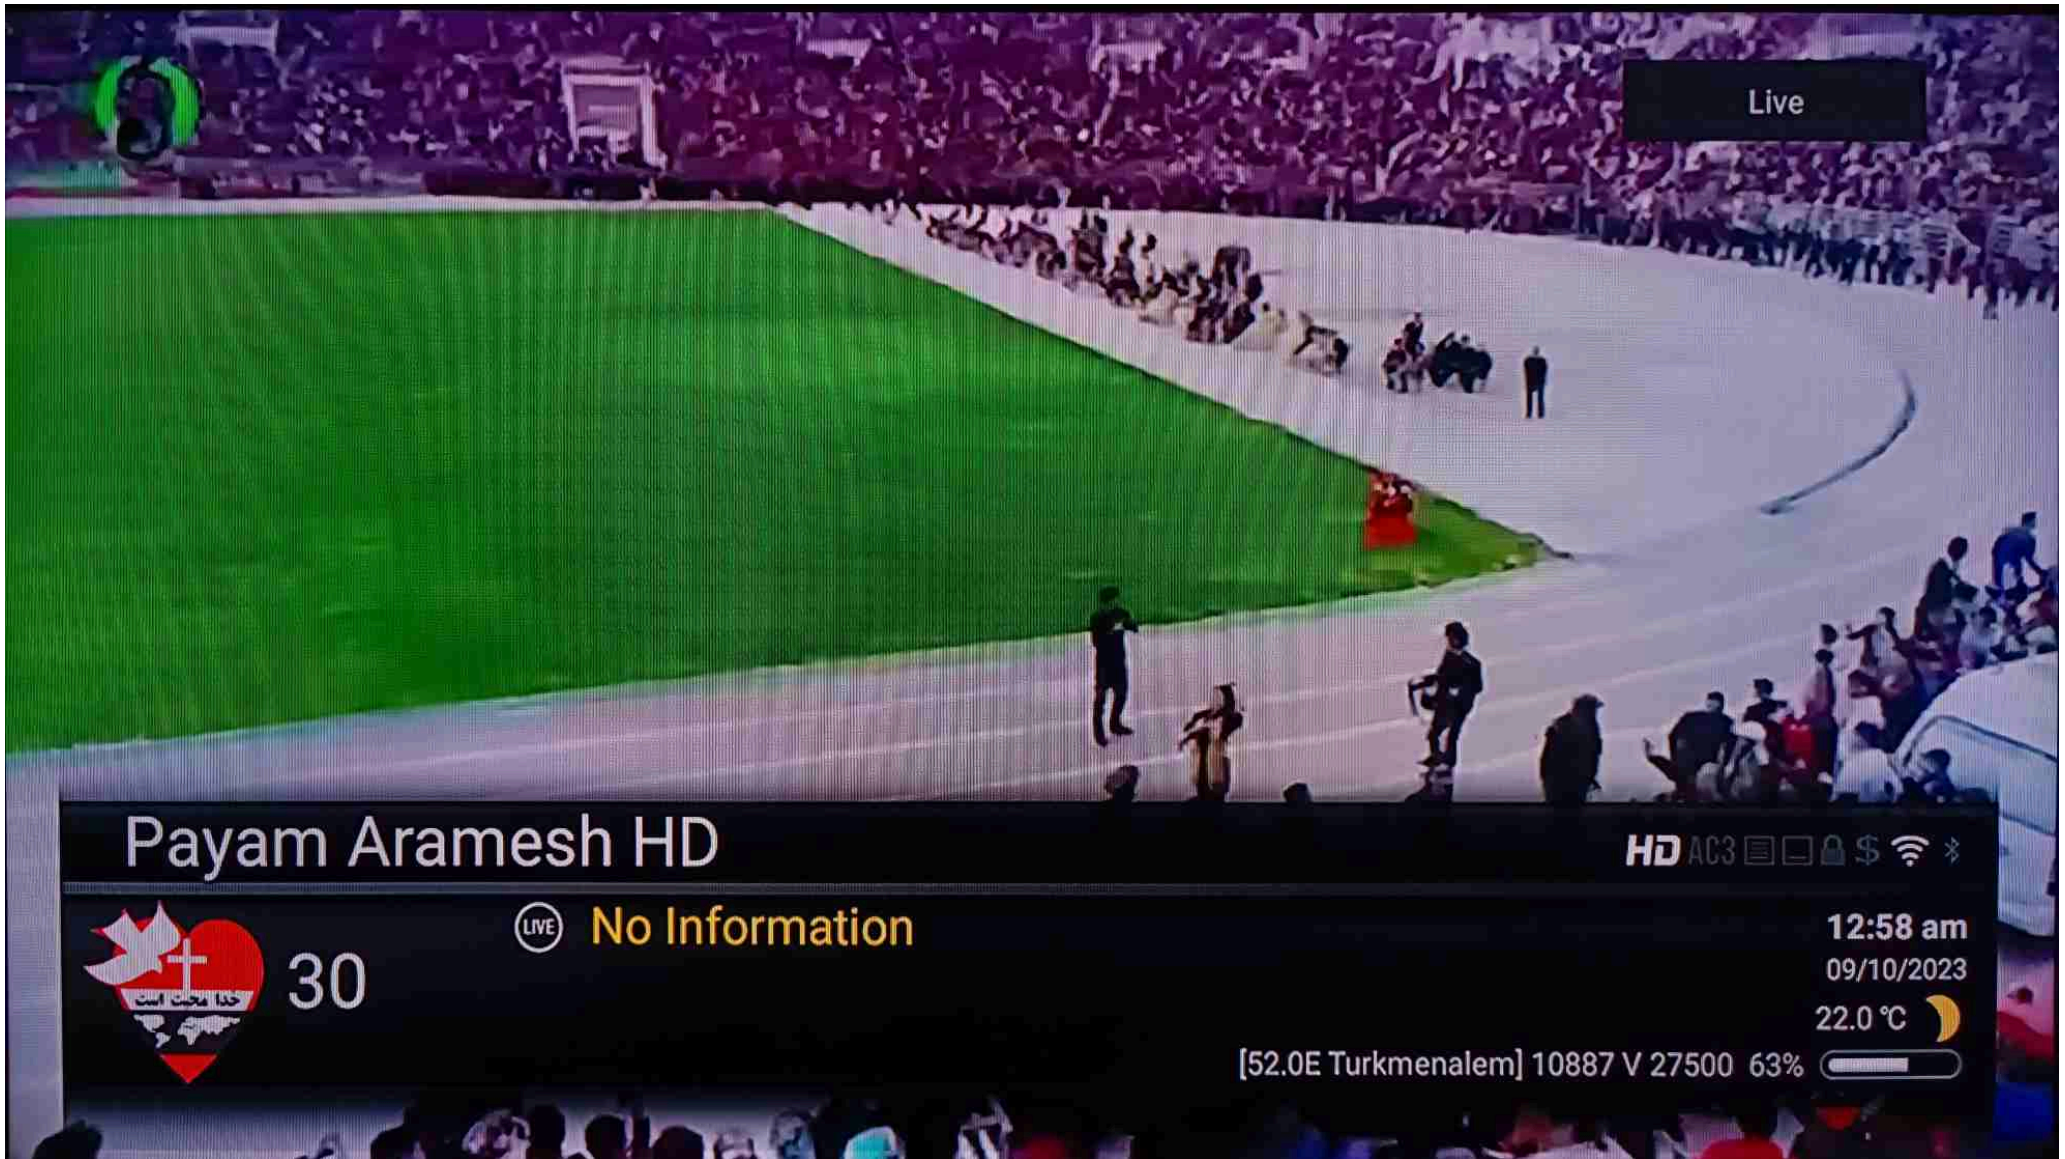 Live
Payam Aramesh HD
HD AC3 $
30
LIVE No Information
12:58 am
09/10/2023
22.0 °C
[52.0E Turkmenalem] 10887 V 27500 63%